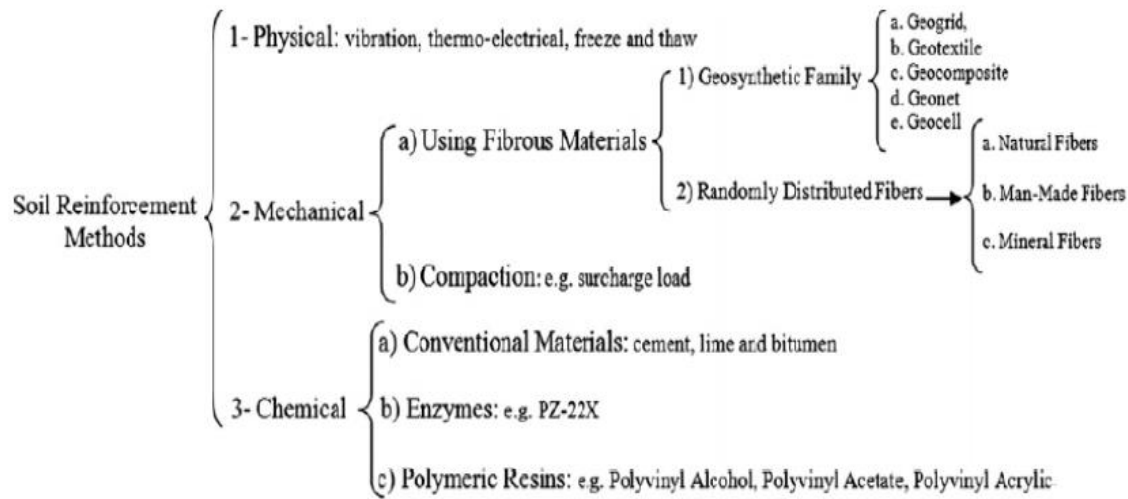 Soil Reinforcement
Methods
1- Physical: vibration, thermo-electrical, freeze and thaw
2- Mechanical
a) Using Fibrous Materials
1) Geosynthetic Family
a. Geogrid,
b. Geotextile
c. Geocomposite
d. Geonet
e. Geocell
2) Randomly Distributed Fibers
a. Natural Fibers
b. Man-Made Fibers
c. Mineral Fibers
b) Compaction: e.g. surcharge load
3- Chemical
a) Conventional Materials: cement, lime and bitumen
b) Enzymes: e.g. PZ-22X
c) Polymeric Resins: e.g. Polyvinyl Alcohol, Polyvinyl Acetate, Polyvinyl Acrylic